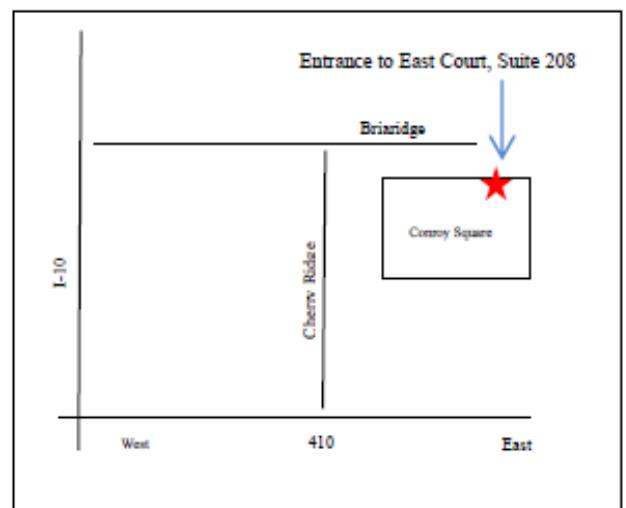 Entrance to East Court, Suite 208
Briaridge
Conroy Square
I-10
Cherry Ridge
West
410
East